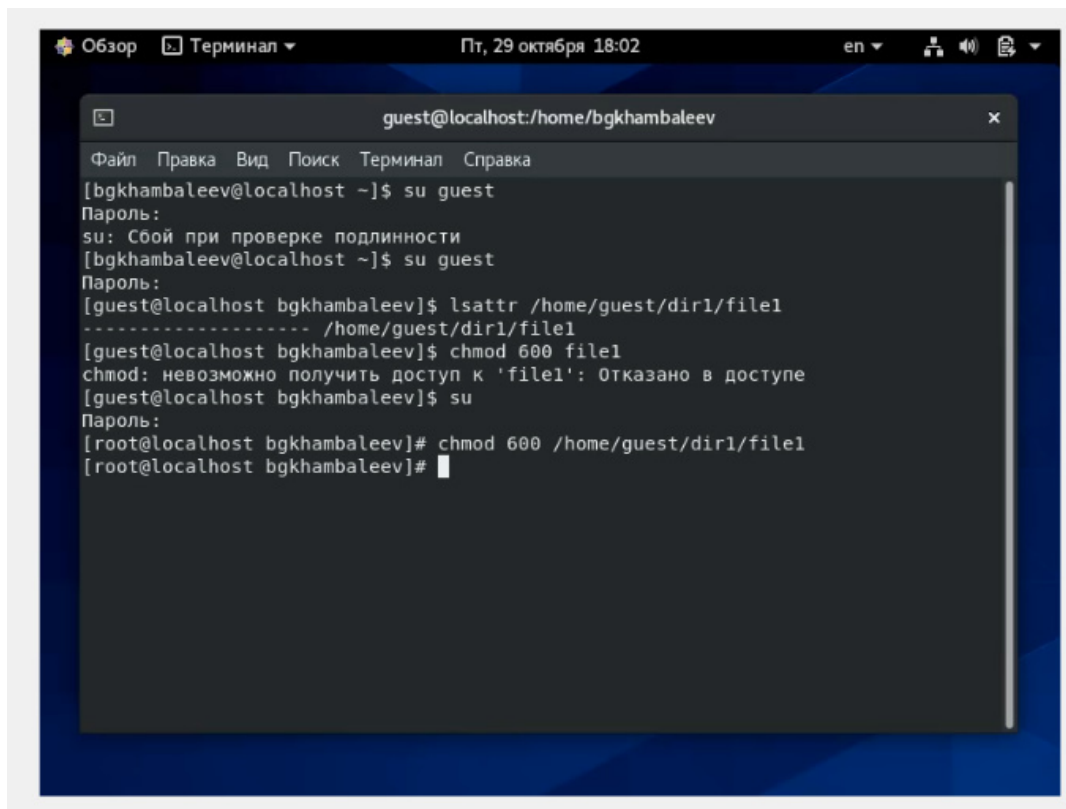 Обзор Терминал Пт, 29 октября 18:02 en
guest@localhost:/home/bgkhambaleev
Файл Правка Вид Поиск Терминал Справка
[bgkhambaleev@localhost ~]$ su guest
Пароль:
su: Сбой при проверке подлинности
[bgkhambaleev@localhost ~]$ su guest
Пароль:
[guest@localhost bgkhambaleev]$ lsattr /home/guest/dir1/file1
-------------------- /home/guest/dir1/file1
[guest@localhost bgkhambaleev]$ chmod 600 file1
chmod: невозможно получить доступ к 'file1': Отказано в доступе
[guest@localhost bgkhambaleev]$ su
Пароль:
[root@localhost bgkhambaleev]# chmod 600 /home/guest/dir1/file1
[root@localhost bgkhambaleev]#